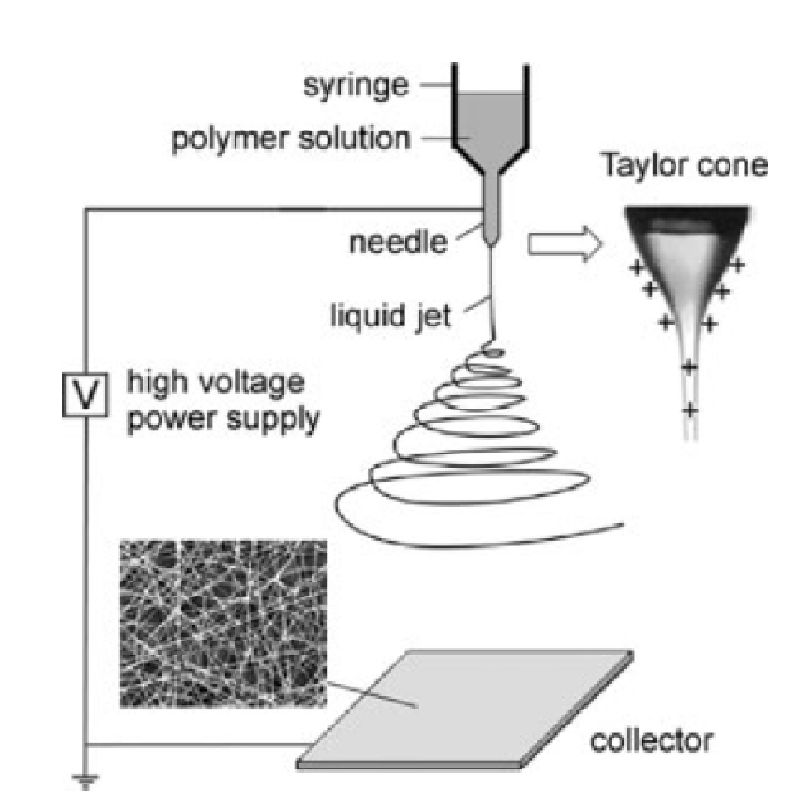 syringe
polymer solution
Taylor cone
needle
liquid jet
V
high voltage
power supply
collector